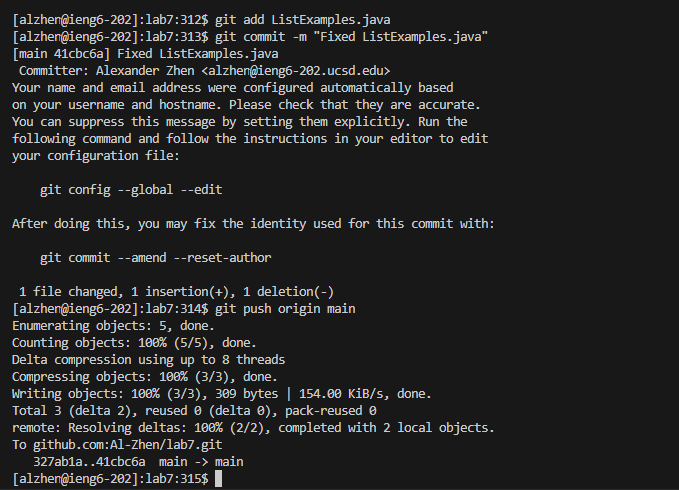 [alzhen@ieng6-202]:lab7:312$ git add ListExamples.java
[alzhen@ieng6-202]:lab7:313$ git commit -m "Fixed ListExamples.java"
[main 41cbc6a] Fixed ListExamples.java
 Committer: Alexander Zhen <alzhen@ieng6-202.ucsd.edu>
Your name and email address were configured automatically based
on your username and hostname. Please check that they are accurate.
You can suppress this message by setting them explicitly. Run the
following command and follow the instructions in your editor to edit
your configuration file:

    git config --global --edit

After doing this, you may fix the identity used for this commit with:

    git commit --amend --reset-author

 1 file changed, 1 insertion(+), 1 deletion(-)
[alzhen@ieng6-202]:lab7:314$ git push origin main
Enumerating objects: 5, done.
Counting objects: 100% (5/5), done.
Delta compression using up to 8 threads
Compressing objects: 100% (3/3), done.
Writing objects: 100% (3/3), 309 bytes | 154.00 KiB/s, done.
Total 3 (delta 2), reused 0 (delta 0), pack-reused 0
remote: Resolving deltas: 100% (2/2), completed with 2 local objects.
To github.com:Al-Zhen/lab7.git
   327ab1a..41cbc6a  main -> main
[alzhen@ieng6-202]:lab7:315$